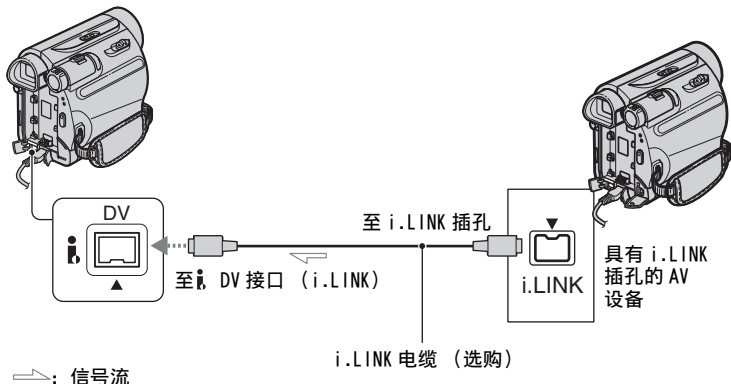 DV
至 i.LINK 插孔
至i DV 接口 （i.LINK）
i.LINK
具有 i.LINK
插孔的 AV
设备
i.LINK 电缆 （选购）
：信号流